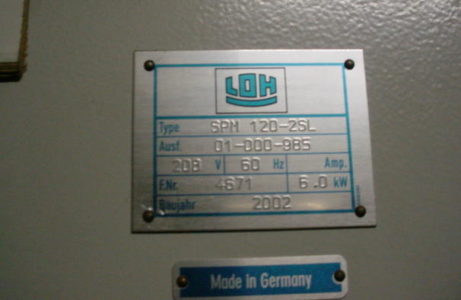 LOH
Type SPM 120-2SL
Ausf. 01-000-985
208 V 60 Hz Amp.
F.Nr. 4671 6.0 kW
Baujahr 2002
Made in Germany